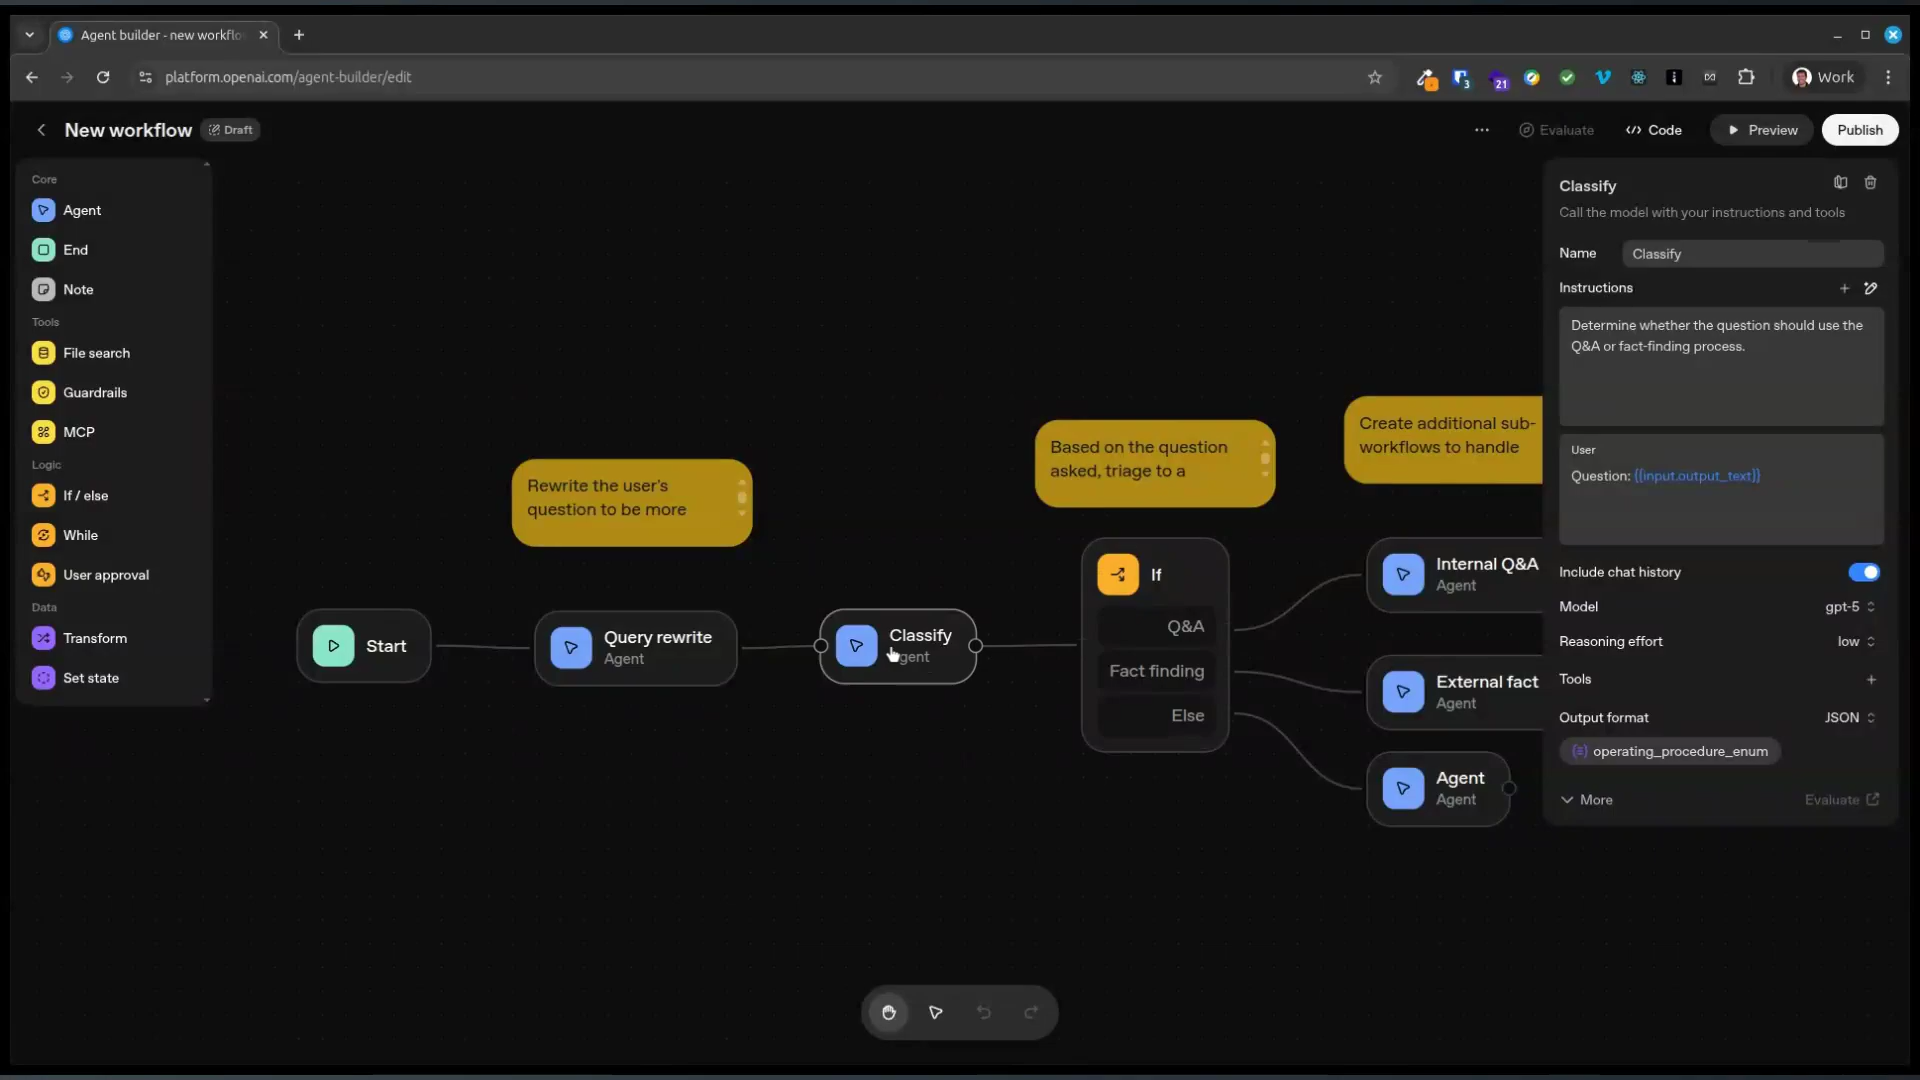 Agent builder - new workflo
platform.openai.com/agent-builder/edit
3
21
Work
New workflow
Draft
Evaluate
Code
Preview
Publish
Core
Agent
End
Note
Tools
File search
Guardrails
MCP
Logic
If / else
While
User approval
Data
Transform
Set state
Rewrite the user's
question to be more
Based on the question
asked, triage to a
Create additional sub-
workflows to handle
Start
Query rewrite
Agent
Classify
gent
If
Q&A
Fact finding
Else
Internal Q&A
Agent
External fact
Agent
Agent
Agent
Classify
Call the model with your instructions and tools
Name
Classify
Instructions
Determine whether the question should use the
Q&A or fact-finding process.
User
Question: {{input.output_text}}
Include chat history
Model
gpt-5
Reasoning effort
low
Tools
Output format
JSON
operating_procedure_enum
More
Evaluate